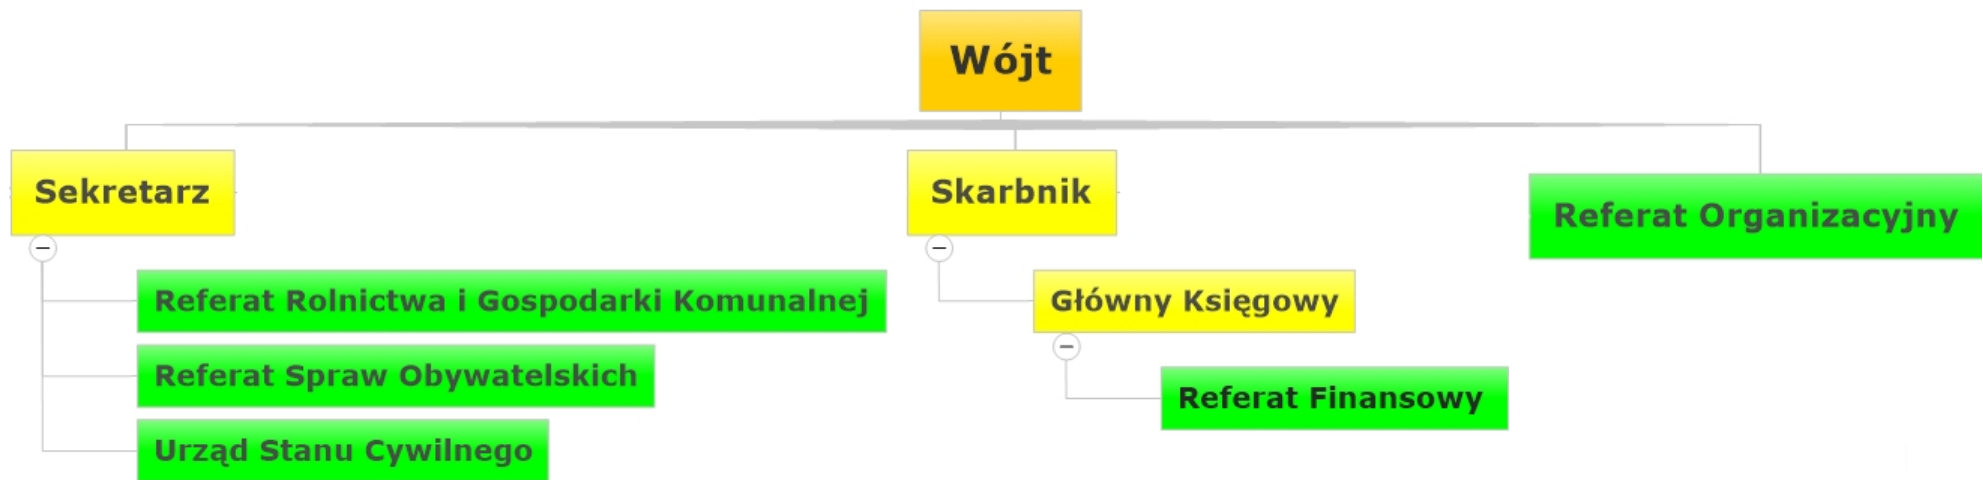 Wójt
Sekretarz
Skarbnik
Referat Organizacyjny
Referat Rolnictwa i Gospodarki Komunalnej
Główny Księgowy
Referat Spraw Obywatelskich
Referat Finansowy
Urząd Stanu Cywilnego